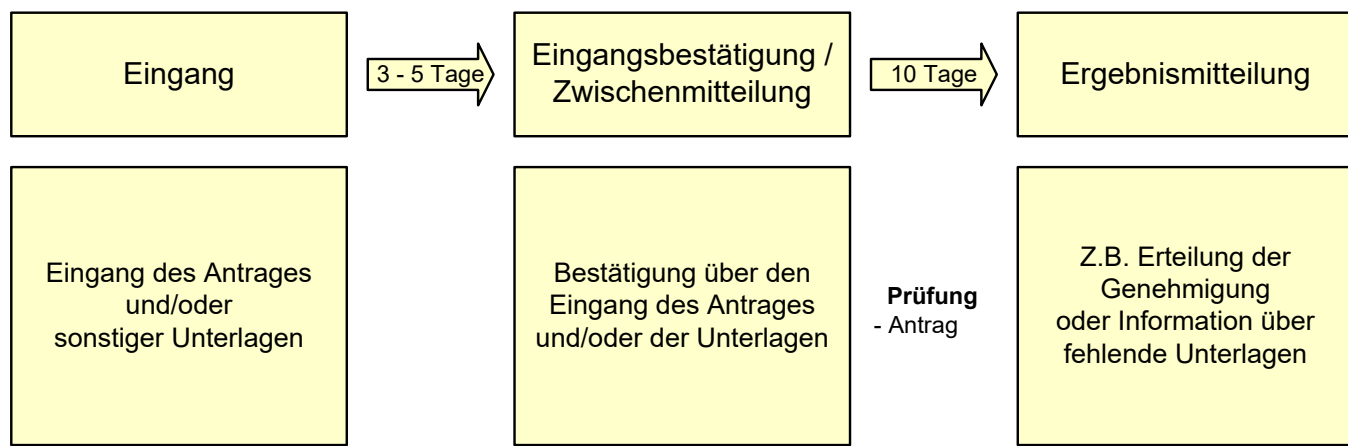 Eingang
3 - 5 Tage
Eingangsbestätigung /
Zwischenmitteilung
10 Tage
Ergebnismitteilung
Eingang des Antrages
und/oder
sonstiger Unterlagen
Bestätigung über den
Eingang des Antrages
und/oder der Unterlagen
Prüfung
- Antrag
Z.B. Erteilung der
Genehmigung
oder Information über
fehlende Unterlagen